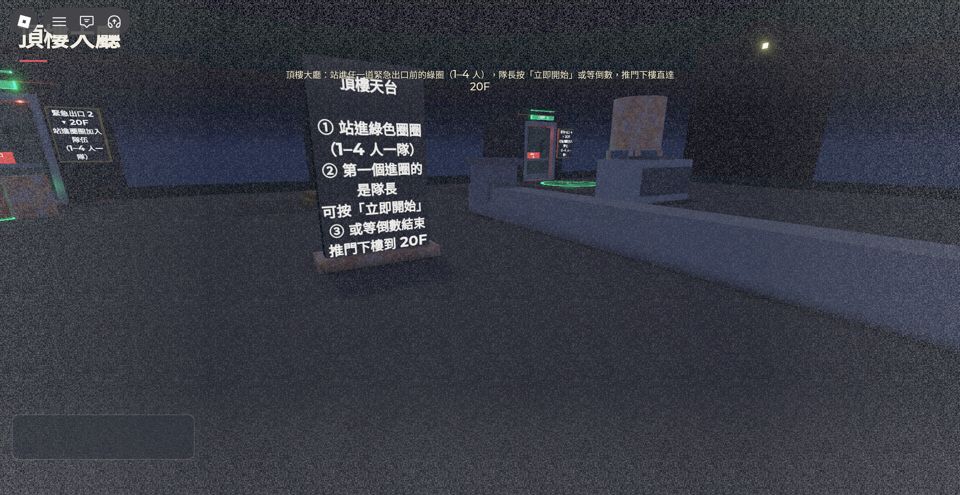 頂樓大廳
頂樓大廳：站進任一道緊急出口前的綠圈（1–4 人），隊長按「立即開始」或等倒數，推門下樓直達
20F
緊急出口 2
▼ 20F
站進圈圈加入
隊伍
（1–4 人一
隊）
頂樓天台
① 站進綠色圈圈
（1–4 人一隊）
② 第一個進圈的
是隊長
可按「立即開始」
③ 或等倒數結束
推門下樓到 20F